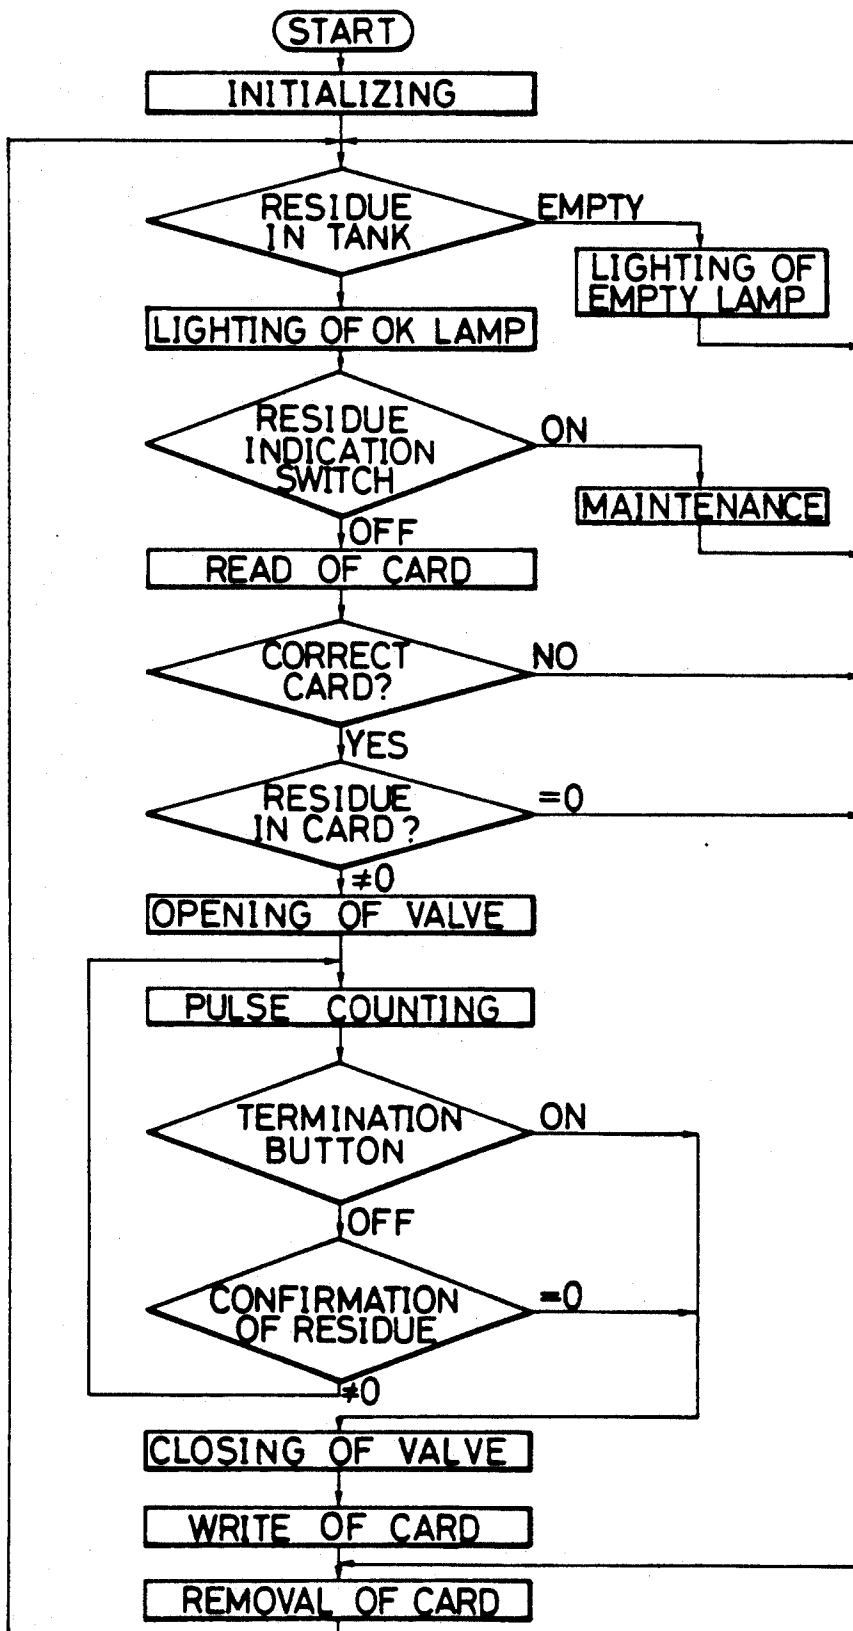 START
INITIALIZING
RESIDUE
IN TANK
EMPTY
LIGHTING OF
EMPTY LAMP
LIGHTING OF OK LAMP
RESIDUE
INDICATION
SWITCH
ON
MAINTENANCE
OFF
READ OF CARD
CORRECT
CARD?
NO
YES
RESIDUE
IN CARD?
=0
≠0
OPENING OF VALVE
PULSE COUNTING
TERMINATION
BUTTON
ON
OFF
CONFIRMATION
OF RESIDUE
=0
≠0
CLOSING OF VALVE
WRITE OF CARD
REMOVAL OF CARD